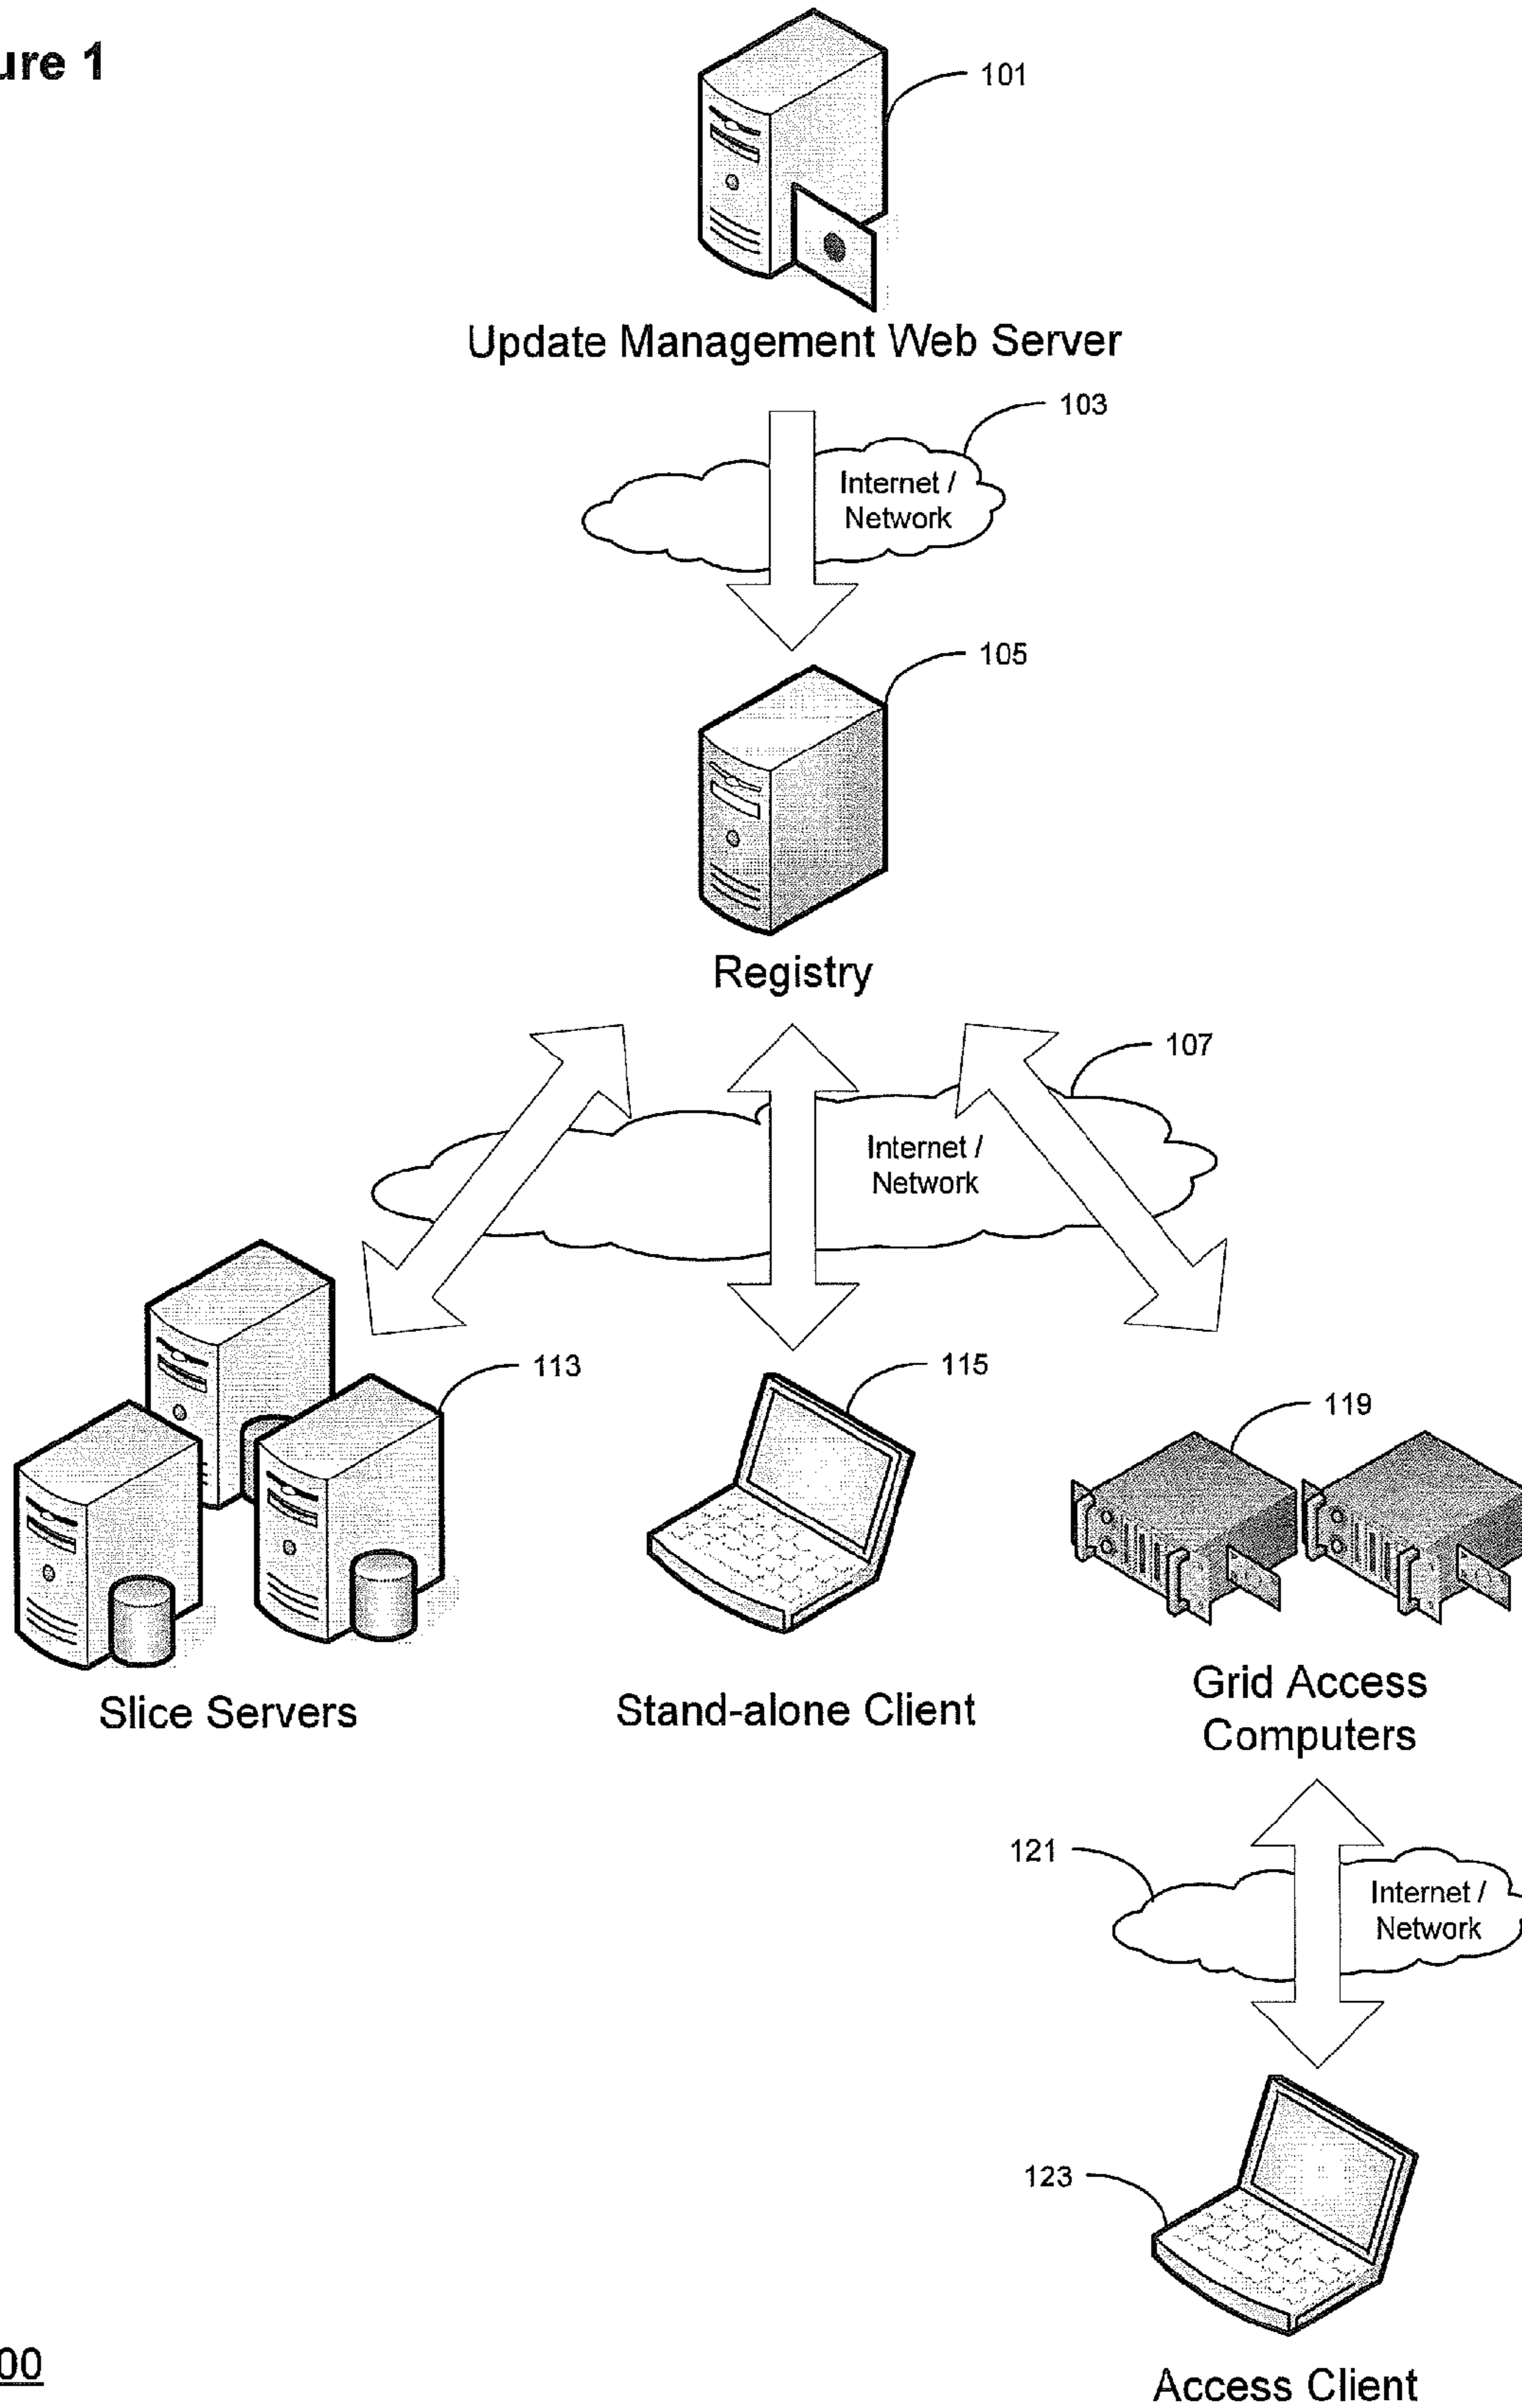 ure 1
101
Update Management Web Server
103
Internet /
Network
105
Registry
107
Internet /
Network
113
115
119
Slice Servers
Stand-alone Client
Grid Access
Computers
121
Internet /
Network
123
00
Access Client